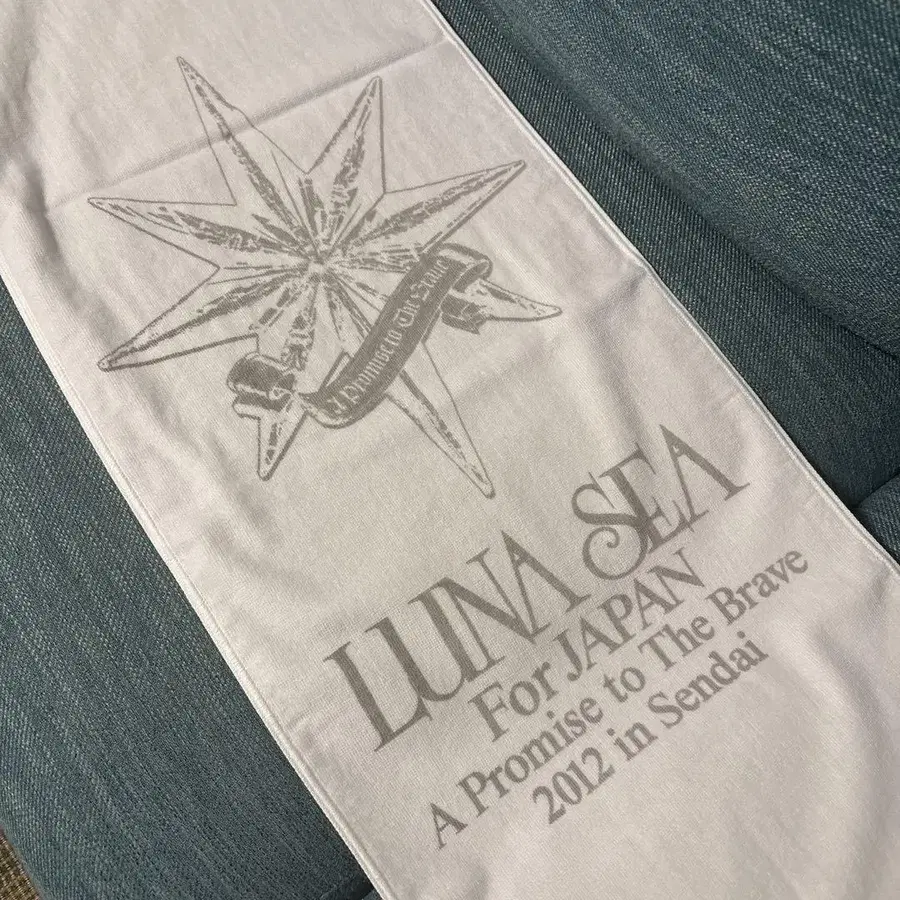 A Promise to The Brave
LUNA SEA
For JAPAN
A Promise to The Brave
2012 in Sendai